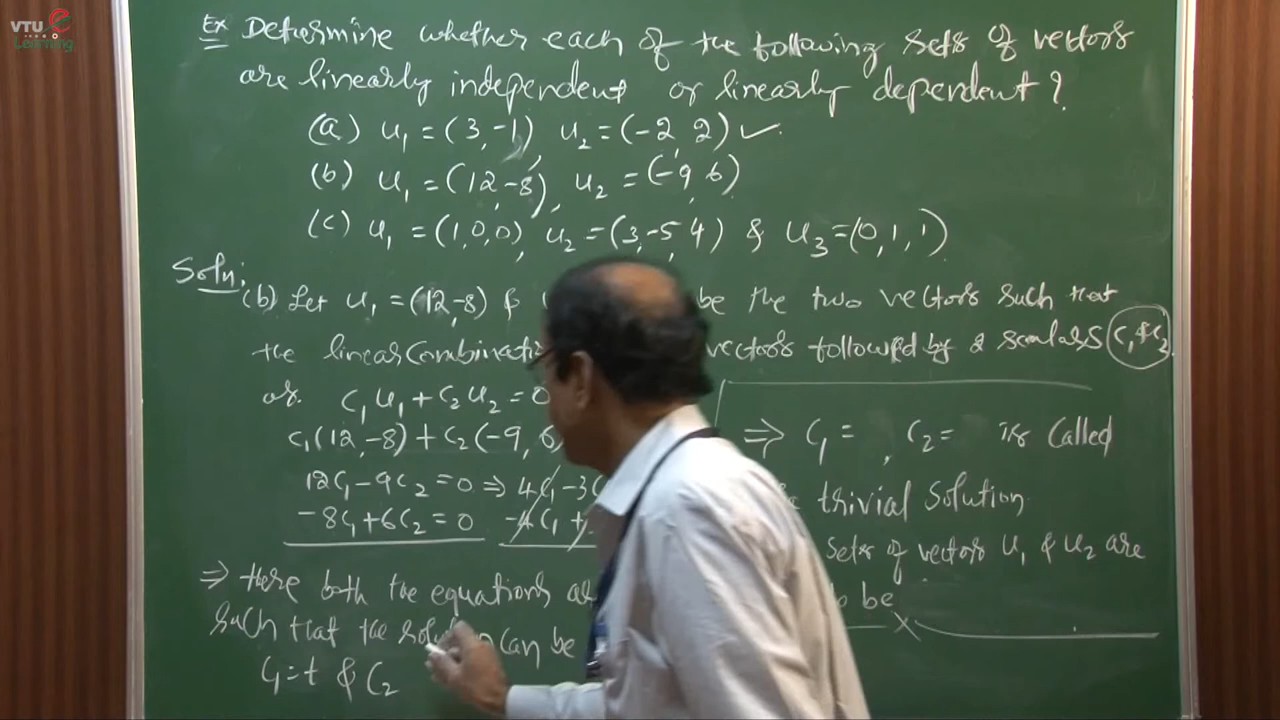 VTU e
Learning
Ex Determine whether each of the following sets of vectors
are linearly independent or linearly dependent?
(a) u₁ = (3,-1) u₂ = (-2, 2) ✓
(b) u₁ = (12,-8), u₂ = (-9, 6)
(c) u₁ = (1,0,0), u₂ = (3,-5,4) & u₃ = (0,1,1)
Soln:
(b) Let u₁ = (12,-8) & be the two vectors such that
the linear vectors followed by 2 scalars C₁ & C₂
as. C₁u₁ + C₂u₂ = 0
C₁(12,-8) + C₂(-9, 6
12C₁ - 9C₂ = 0 ⇒ 4C₁ - 3
-8C₁ + 6C₂ = 0 -4C₁ +
⇒ there both the equations
such that the can be
C₁ = t & C₂
⇒ C₁ = , C₂ = is called
trivial solution
sets of vectors u₁ & u₂ are
be